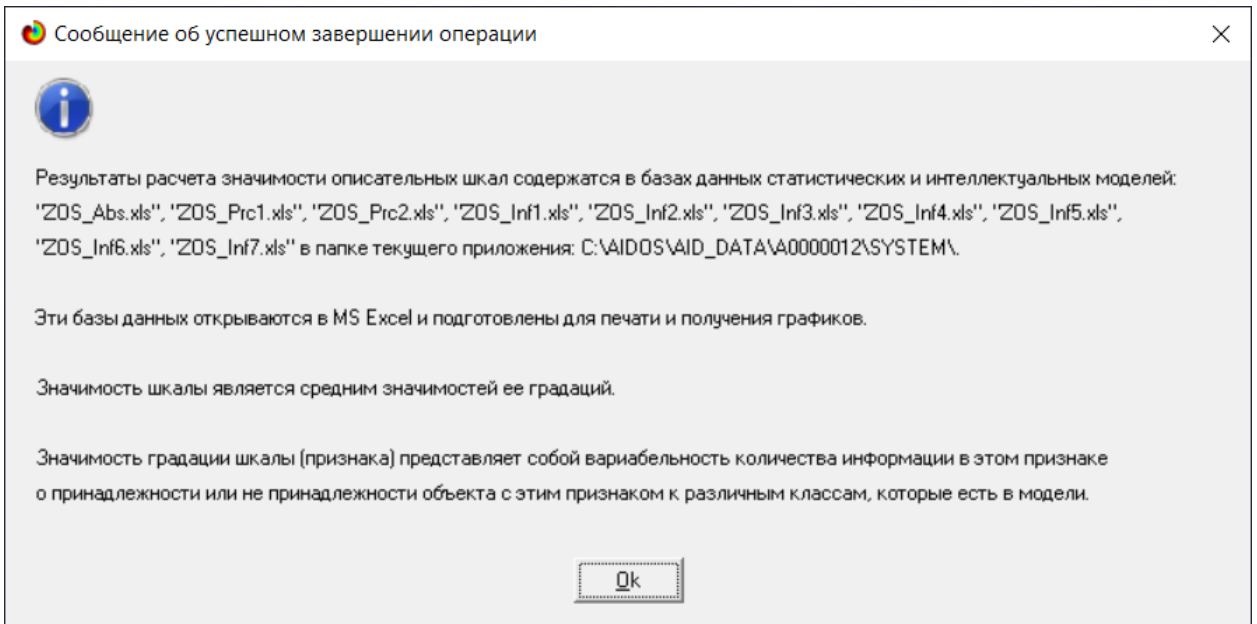 Сообщение об успешном завершении операции
Результаты расчета значимости описательных шкал содержатся в базах данных статистических и интеллектуальных моделей:
"ZOS_Abs.xls", "ZOS_Prc1.xls", "ZOS_Prc2.xls", "ZOS_Inf1.xls", "ZOS_Inf2.xls", "ZOS_Inf3.xls", "ZOS_Inf4.xls", "ZOS_Inf5.xls",
"ZOS_Inf6.xls", "ZOS_Inf7.xls" в папке текущего приложения: C:\AIDOS\AID_DATA\A0000012\SYSTEM\.
Эти базы данных открываются в MS Excel и подготовлены для печати и получения графиков.
Значимость шкалы является средним значимостей ее градаций.
Значимость градации шкалы (признака) представляет собой вариабельность количества информации в этом признаке
о принадлежности или не принадлежности объекта с этим признаком к различным классам, которые есть в модели.
Ok